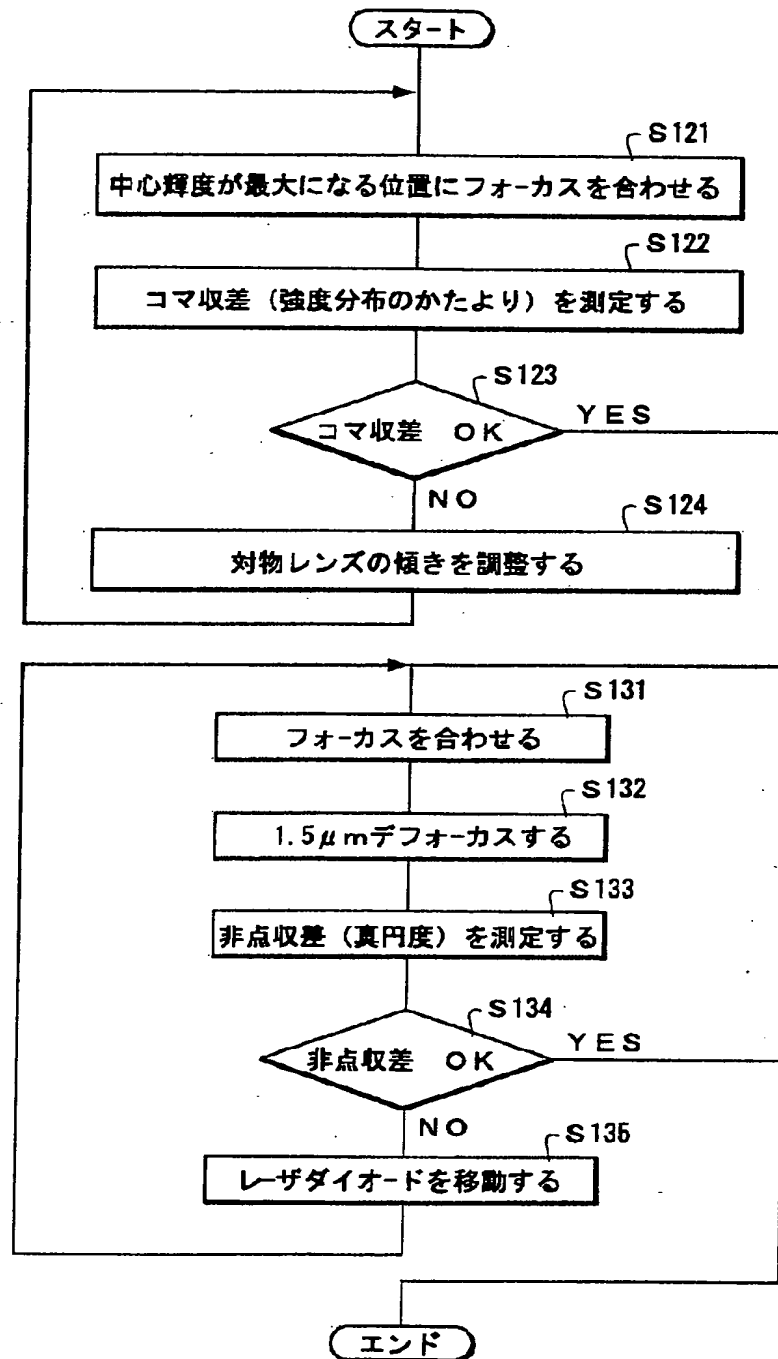 スタート
S121
中心輝度が最大になる位置にフォーカスを合わせる
S122
コマ収差（強度分布のかたより）を測定する
S123
コマ収差 OK
YES
NO
S124
対物レンズの傾きを調整する
S131
フォーカスを合わせる
S132
1.5μmデフォーカスする
S133
非点収差（真円度）を測定する
S134
非点収差 OK
YES
NO
S135
レーザダイオードを移動する
エンド